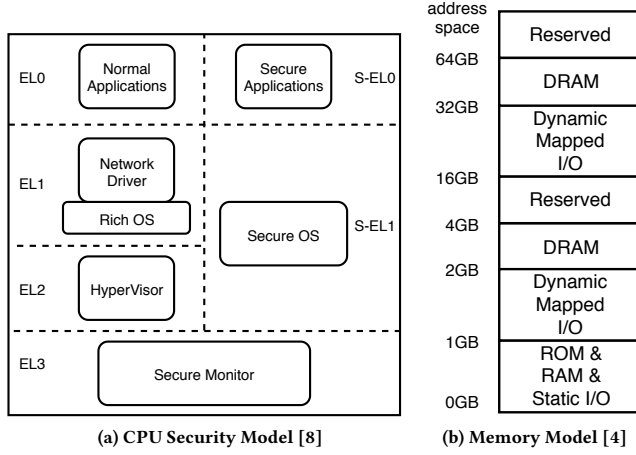 EL0
Normal
Applications
Secure
Applications
S-EL0
EL1
Network
Driver
Rich OS
Secure OS
S-EL1
EL2
HyperVisor
EL3
Secure Monitor
(a) CPU Security Model [8]
address
space
Reserved
64GB
DRAM
32GB
Dynamic
Mapped
I/O
16GB
Reserved
4GB
DRAM
2GB
Dynamic
Mapped
I/O
1GB
ROM &
RAM &
Static I/O
0GB
(b) Memory Model [4]